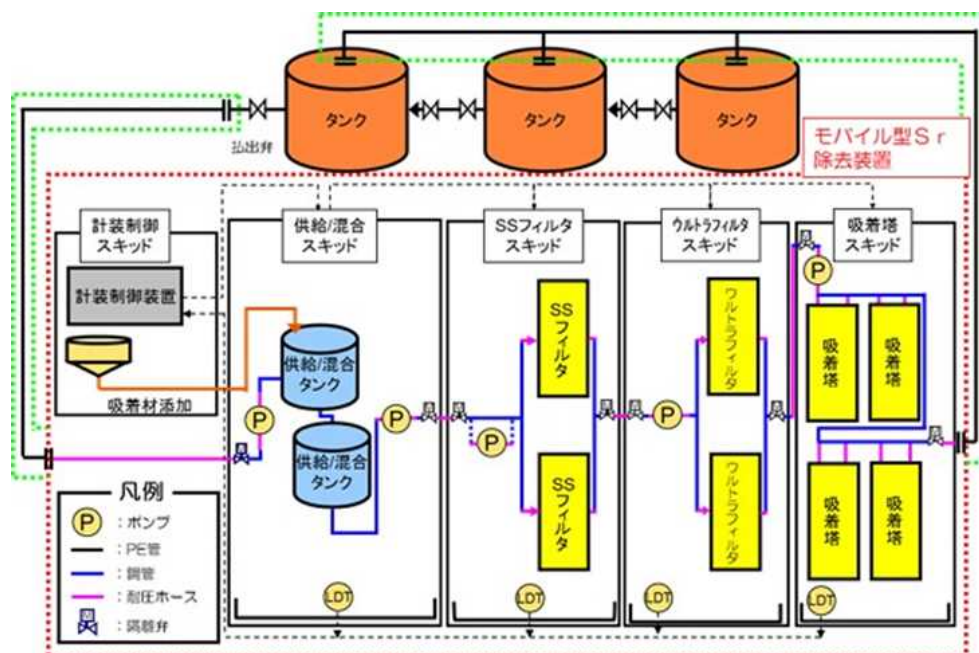 タンク
タンク
タンク
払出弁
モバイル型Sr
除去装置
計装制御
スキッド
供給/混合
スキッド
SSフィルタ
スキッド
ウルトラフィルタ
スキッド
吸着塔
スキッド
計装制御装置
吸着材添加
供給/混合
タンク
供給/混合
タンク
P
P
P
P
P
SSフィルタ
SSフィルタ
ウルトラフィルタ
ウルトラフィルタ
吸着塔
吸着塔
吸着塔
吸着塔
凡例
P :ポンプ
:PE管
:鋼管
:耐圧ホース
:隔離弁
LDT
LDT
LDT
LDT